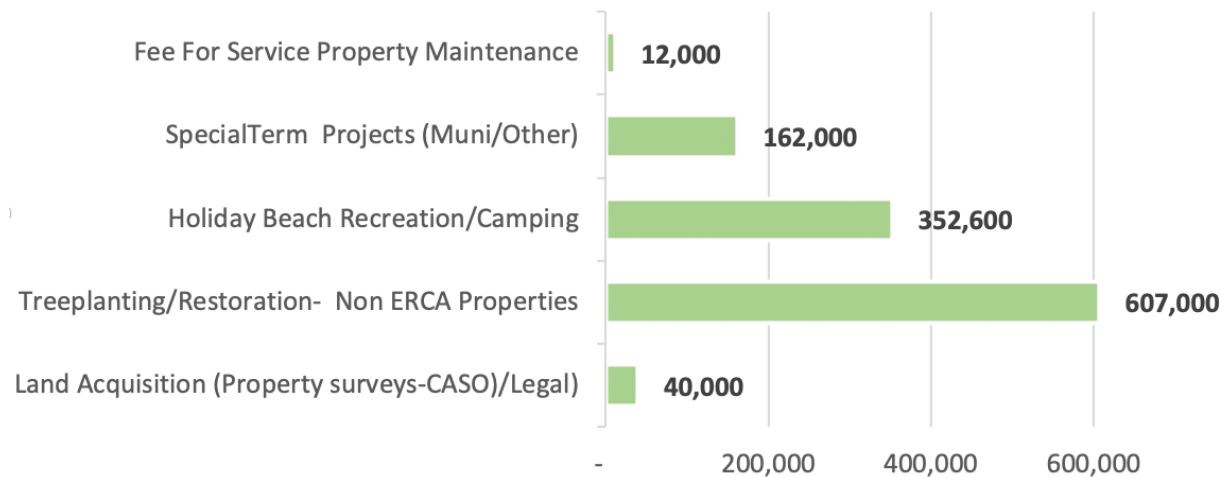 Fee For Service Property Maintenance 12,000
SpecialTerm  Projects (Muni/Other) 162,000
Holiday Beach Recreation/Camping 352,600
Treeplanting/Restoration-  Non ERCA Properties 607,000
Land Acquisition (Property surveys-CASO)/Legal) 40,000
- 200,000 400,000 600,000